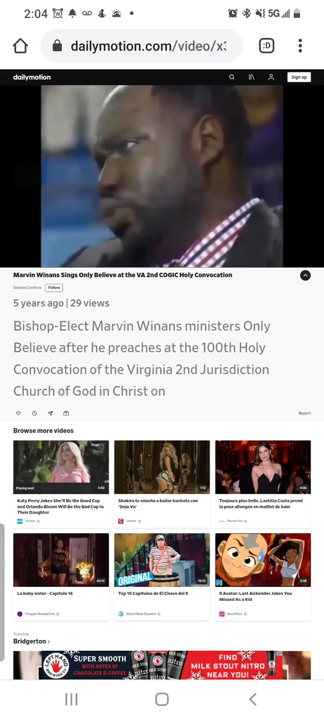 2:04
5G
dailymotion.com/video/x
:D
dailymotion
Sign up
Marvin Winans Sings Only Believe at the VA 2nd COGIC Holy Convocation
Follow
5 years ago | 29 views
Bishop-Elect Marvin Winans ministers Only
Believe after he preaches at the 100th Holy
Convocation of the Virginia 2nd Jurisdiction
Church of God in Christ on
Report
Browse more videos
Playing next
Katy Perry Jokes She'll Be the Good Cop
and Orlando Bloom Will Be the Bad Cop to
Their Daughter
People
Shakira te enseña a bailar bachata con
'Deja Vu'
Toujours plus belle, Laetitia Casta prend
la pose allongée en maillot de bain
La baby sister - Capítulo 14
ORIGINAL
Top 10 Capítulos de El Chavo del 8
8 Avatar: Last Airbender Jokes You
Missed As a Kid
Trending
Bridgerton ›
LEFT HAND
SUPER SMOOTH
WITH NOTES OF
CHOCOLATE & COFFEE
FIND
MILK STOUT NITRO
NEAR YOU!